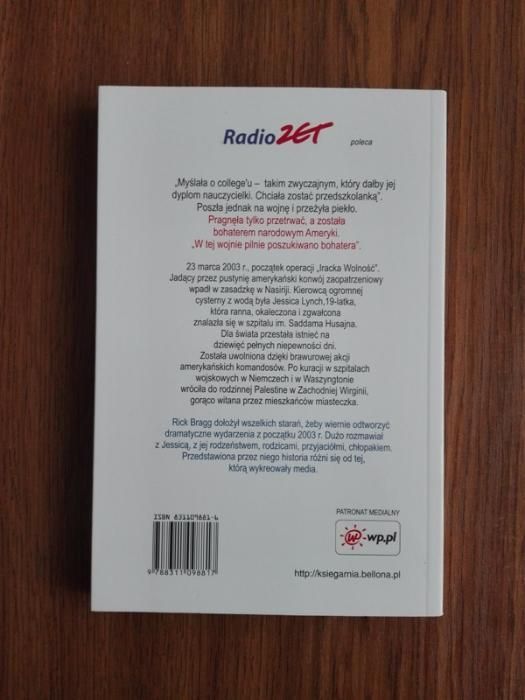 Radio ZET poleca
„Myślała o college'u – takim zwyczajnym, który dałby jej
dyplom nauczycielki. Chciała zostać przedszkolanką".
Poszła jednak na wojnę i przeżyła piekło.
Pragnęła tylko przetrwać, a została
bohaterem narodowym Ameryki.
„W tej wojnie pilnie poszukiwano bohatera".
23 marca 2003 r., początek operacji „Iracka Wolność".
Jadący przez pustynię amerykański konwój zaopatrzeniowy
wpadł w zasadzkę w Nasiriji. Kierowcą ogromnej
cysterny z wodą była Jessica Lynch,19-latka,
która ranna, okaleczona i zgwałcona
znalazła się w szpitalu im. Saddama Husajna.
Dla świata przestała istnieć na
dziewięć pełnych niepewności dni.
Została uwolniona dzięki brawurowej akcji
amerykańskich komandosów. Po kuracji w szpitalach
wojskowych w Niemczech i w Waszyngtonie
wróciła do rodzinnej Palestine w Zachodniej Wirginii,
gorąco witana przez mieszkańców miasteczka.
Rick Bragg dołożył wszelkich starań, żeby wiernie odtworzyć
dramatyczne wydarzenia z początku 2003 r. Dużo rozmawiał
z Jessicą, z jej rodzeństwem, rodzicami, przyjaciółmi, chłopakiem.
Przedstawiona przez niego historia różni się od tej,
którą wykreowały media.
ISBN 831109881-6
9 788311 098817
PATRONAT MEDIALNY
w wp.pl
http://ksiegarnia.bellona.pl